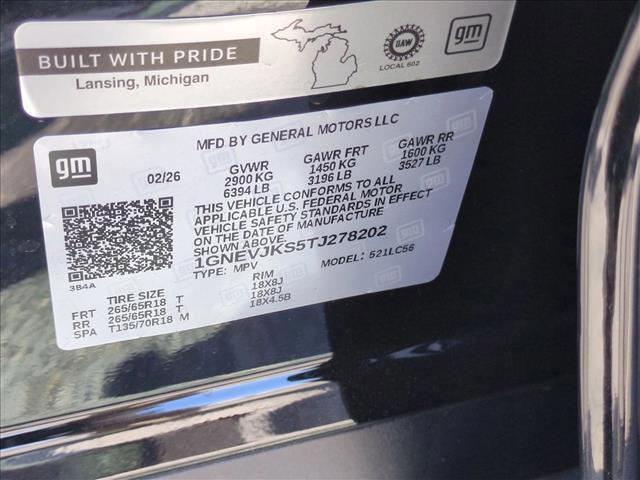 BUILT WITH PRIDE
Lansing, Michigan
UAW
LOCAL 602
gm
gm
MFD BY GENERAL MOTORS LLC
02/26
GVWR GAWR FRT GAWR RR
2900 KG 1450 KG 1600 KG
6394 LB 3196 LB 3527 LB
THIS VEHICLE CONFORMS TO ALL
APPLICABLE U.S. FEDERAL MOTOR
VEHICLE SAFETY STANDARDS IN EFFECT
ON THE DATE OF MANUFACTURE
SHOWN ABOVE
1GNEVJKS5TJ278202
TYPE: MPV MODEL: 521LC56
3B4A
TIRE SIZE RIM
FRT 265/65R18 T 18X8J
RR 265/65R18 T 18X8J
SPA T135/70R18 M 18X4.5B